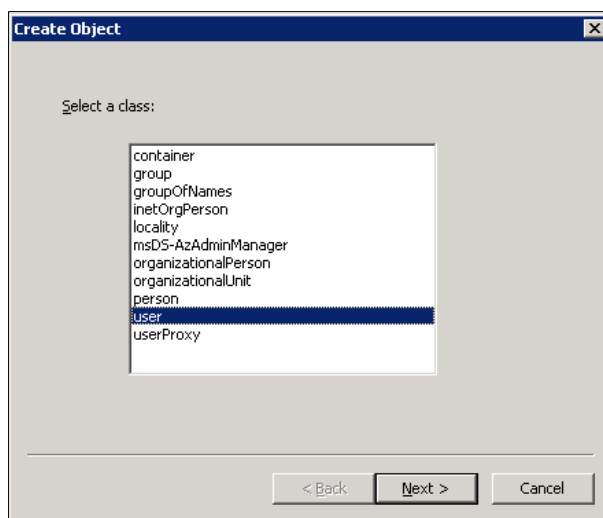 Create Object
Select a class:
container
group
groupOfNames
inetOrgPerson
locality
msDS-AzAdminManager
organizationalPerson
organizationalUnit
person
user
userProxy
< Back Next > Cancel